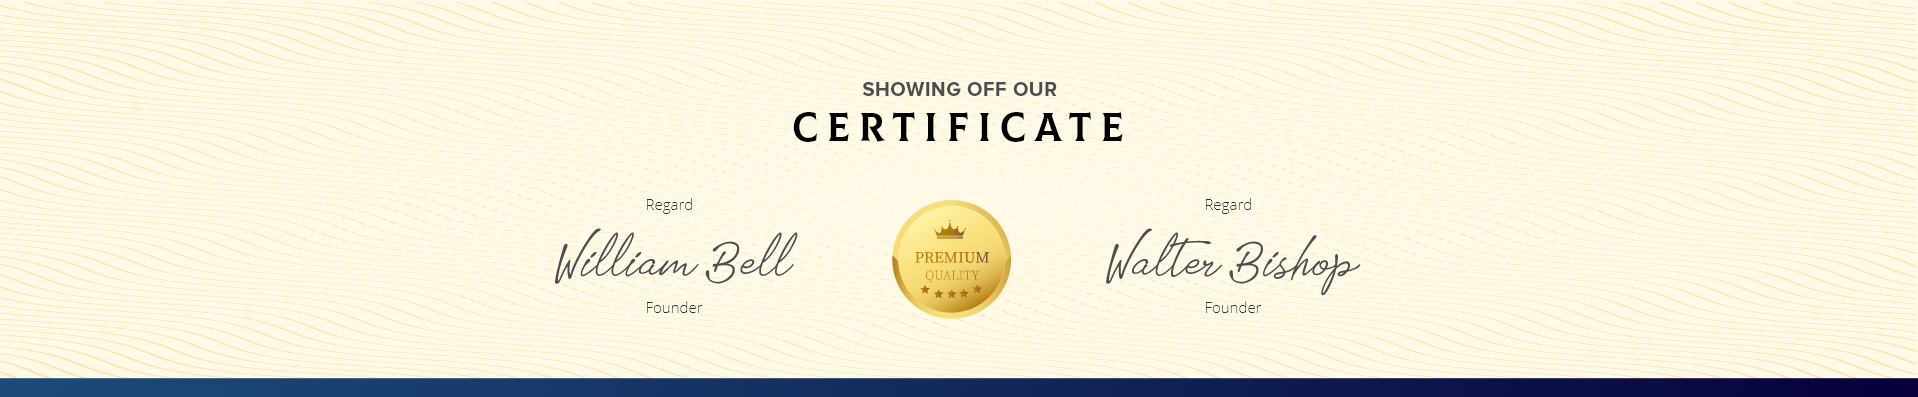 SHOWING OFF OUR
CERTIFICATE
Regard
William Bell
Founder
PREMIUM
QUALITY
Regard
Walter Bishop
Founder